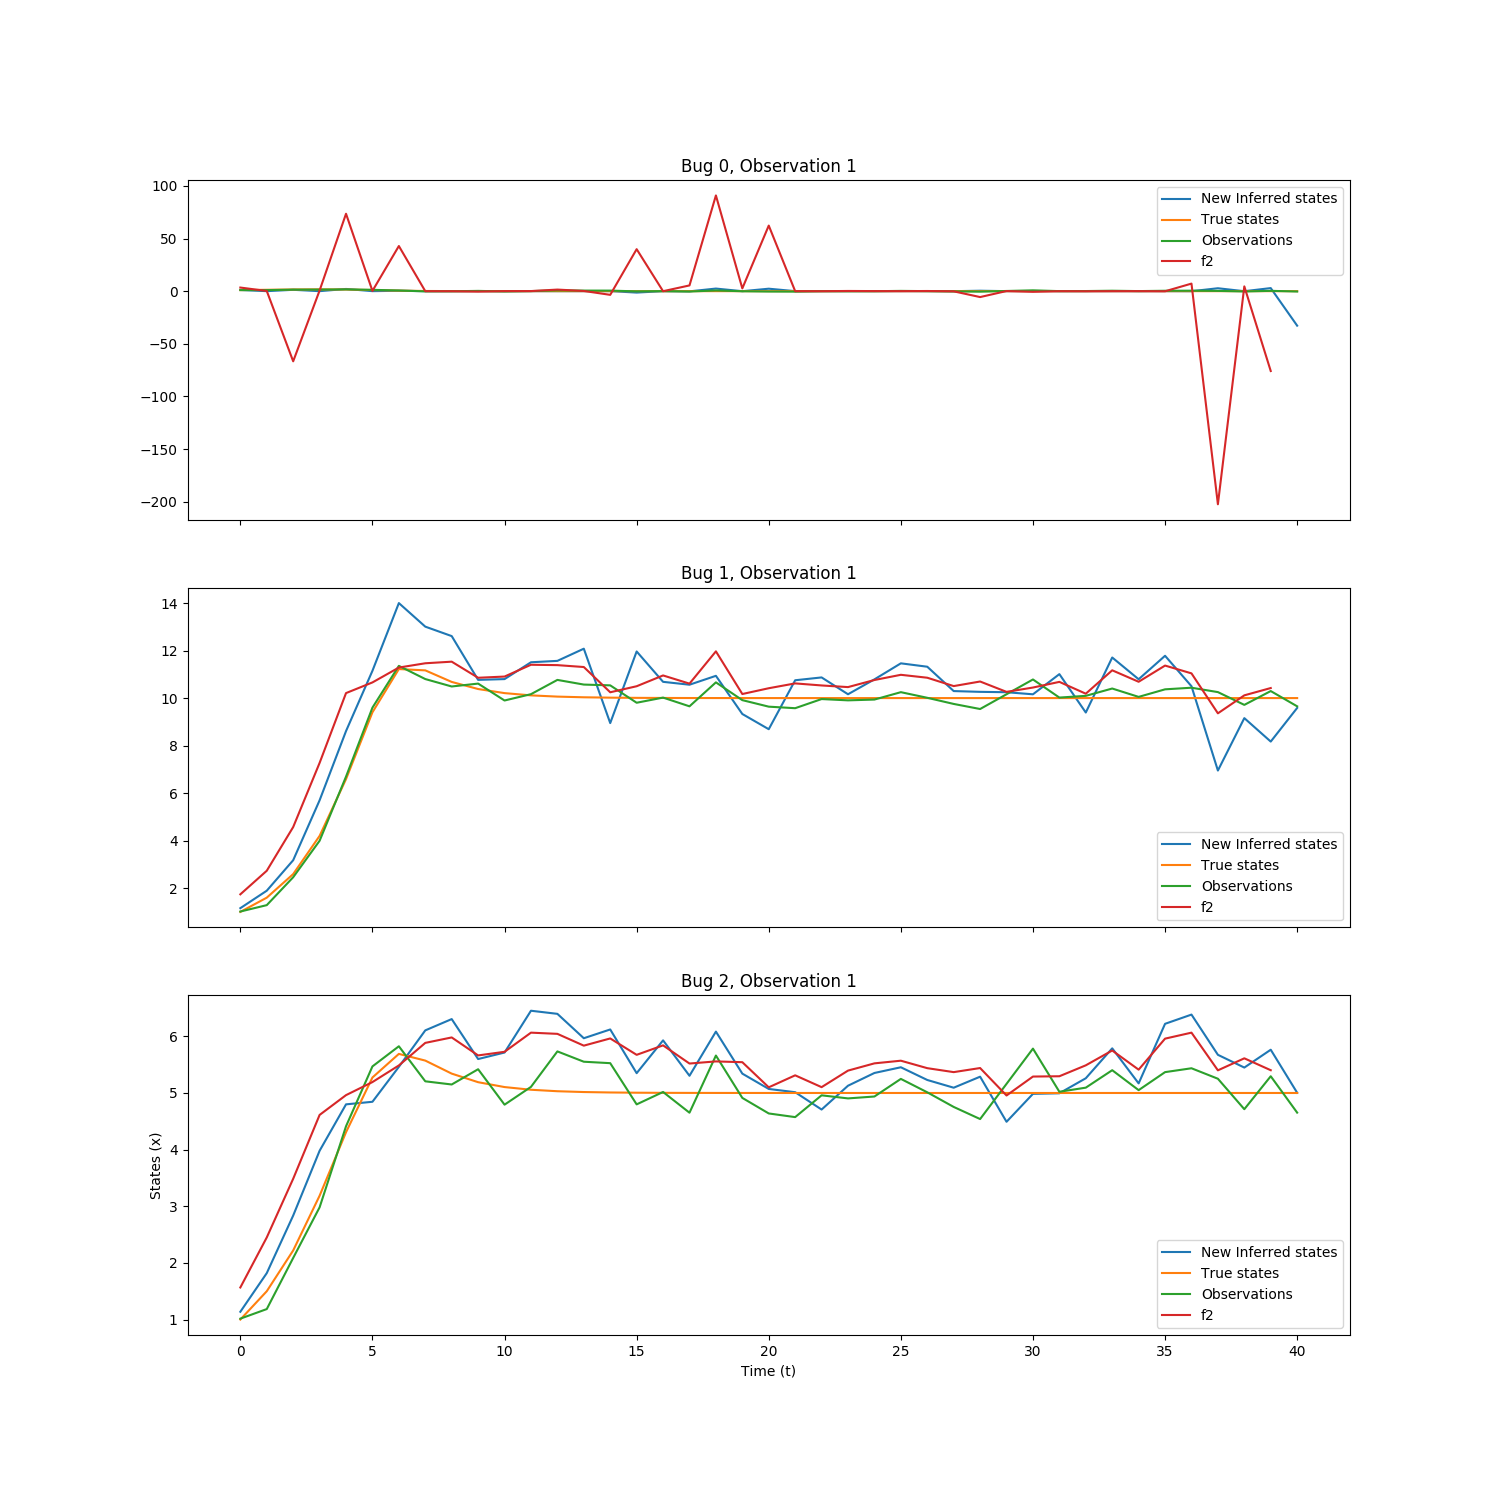 Bug 0, Observation 1
100
50
0
−50
−100
−150
−200
New Inferred states
True states
Observations
f2
Bug 1, Observation 1
14
12
10
8
6
4
2
New Inferred states
True states
Observations
f2
Bug 2, Observation 1
6
5
4
3
2
1
States (x)
New Inferred states
True states
Observations
f2
0 5 10 15 20 25 30 35 40
Time (t)